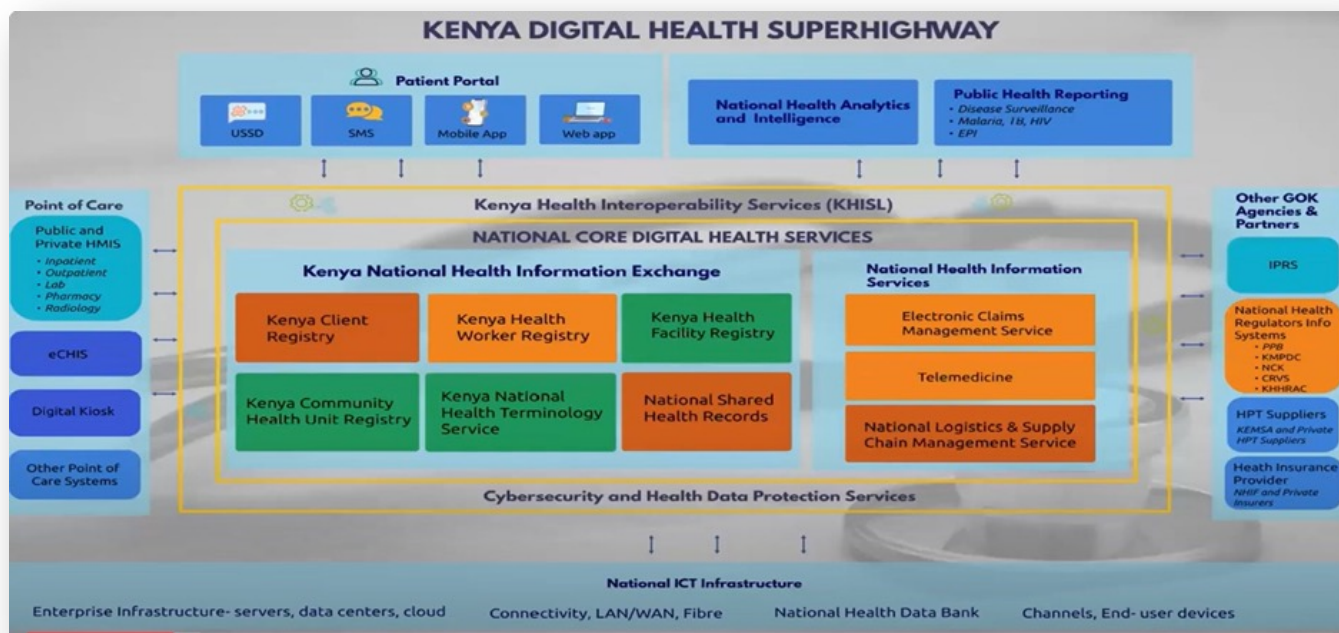 KENYA DIGITAL HEALTH SUPERHIGHWAY
Patient Portal
USSD
SMS
Mobile App
Web app
National Health Analytics
and Intelligence
Public Health Reporting
• Disease Surveillance
• Malaria, TB, HIV
• EPI
Point of Care
Public and
Private HMIS
• Inpatient
• Outpatient
• Lab
• Pharmacy
• Radiology
eCHIS
Digital Kiosk
Other Point of
Care Systems
Kenya Health Interoperability Services (KHISL)
NATIONAL CORE DIGITAL HEALTH SERVICES
Kenya National Health Information Exchange
Kenya Client
Registry
Kenya Health
Worker Registry
Kenya Health
Facility Registry
Kenya Community
Health Unit Registry
Kenya National
Health Terminology
Service
National Shared
Health Records
National Health Information
Services
Electronic Claims
Management Service
Telemedicine
National Logistics & Supply
Chain Management Service
Cybersecurity and Health Data Protection Services
Other GOK
Agencies &
Partners
IPRS
National Health
Regulators Info
Systems
• PPB
• KMPDC
• NCK
• CRVS
• KHHRAC
HPT Suppliers
KEMSA and Private
HPT Suppliers
Heath Insurance
Provider
NHIF and Private
Insurers
National ICT Infrastructure
Enterprise Infrastructure- servers, data centers, cloud
Connectivity, LAN/WAN, Fibre
National Health Data Bank
Channels, End- user devices